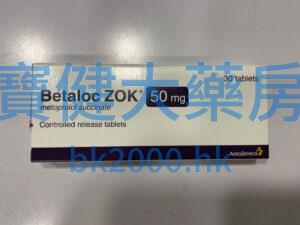 30 tablets
Betaloc ZOK® 50 mg
metoprolol succinate
Controlled release tablets
AstraZeneca
寶健大藥房
bk2000.hk